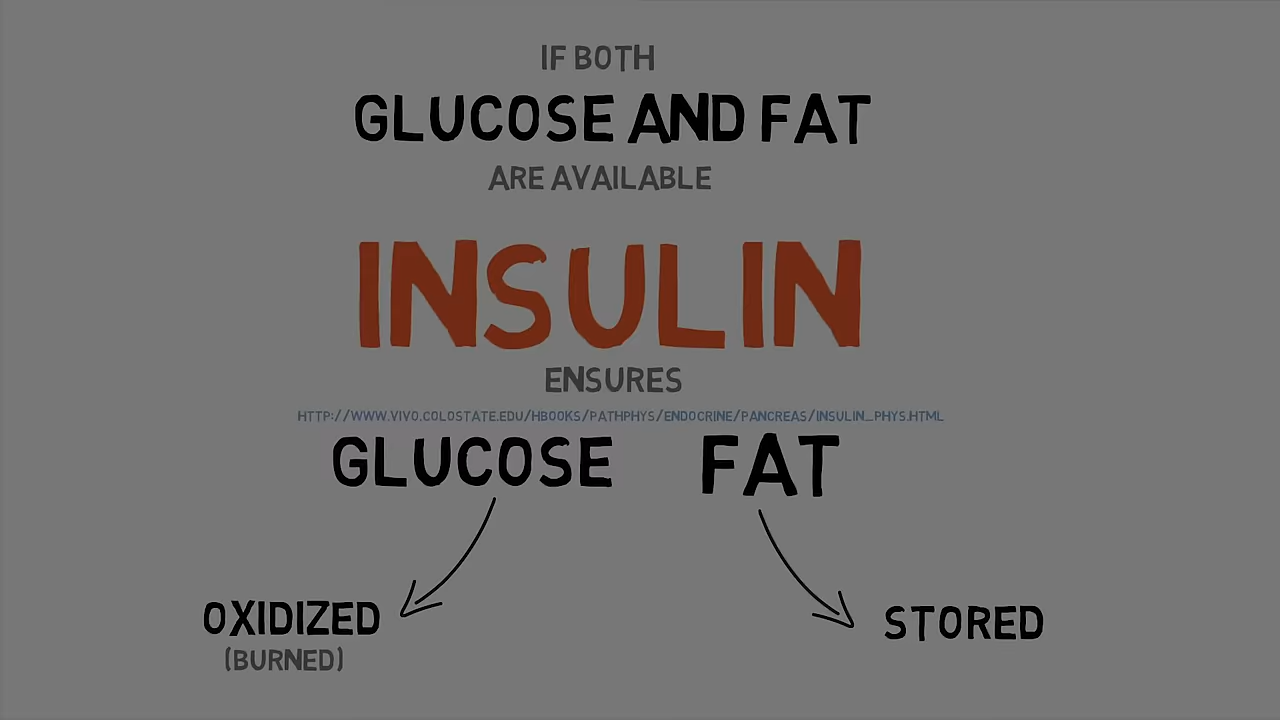 IF BOTH
GLUCOSE AND FAT
ARE AVAILABLE
INSULIN
ENSURES
HTTP://WWW.VIVO.COLOSTATE.EDU/HBOOKS/PATHPHYS/ENDOCRINE/PANCREAS/INSULIN_PHYS.HTML
GLUCOSE FAT
OXIDIZED STORED
(BURNED)